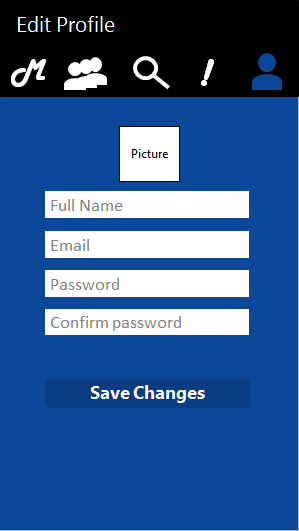 Edit Profile
M !
Picture
Full Name
Email
Password
Confirm password
Save Changes